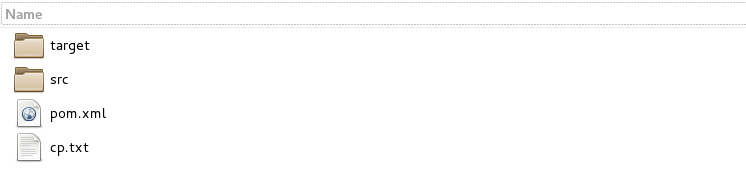 Name
target
src
pom.xml
cp.txt